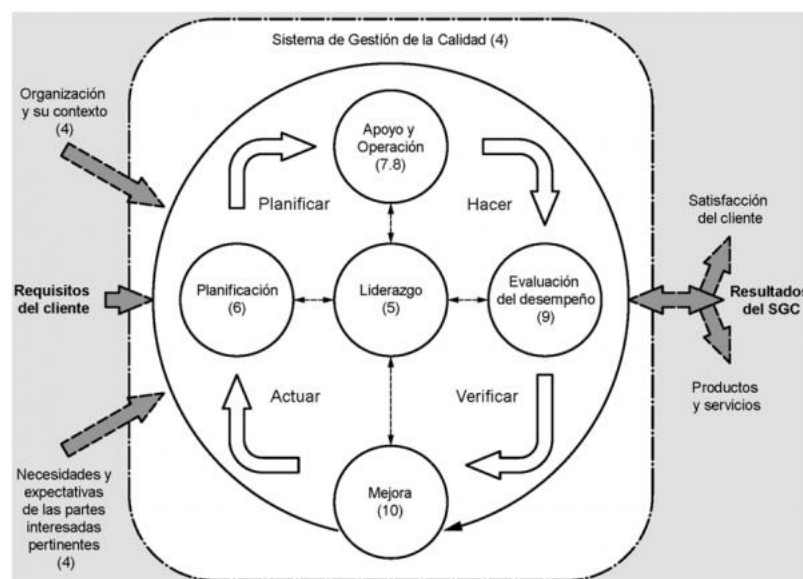 Sistema de Gestión de la Calidad (4)
Organización
y su contexto
(4)
Apoyo y
Operación
(7.8)
Planificar
Hacer
Satisfacción
del cliente
Requisitos
del cliente
Planificación
(6)
Liderazgo
(5)
Evaluación
del desempeño
(9)
Resultados
del SGC
Actuar
Verificar
Productos
y servicios
Necesidades y
expectativas
de las partes
interesadas
pertinentes
(4)
Mejora
(10)